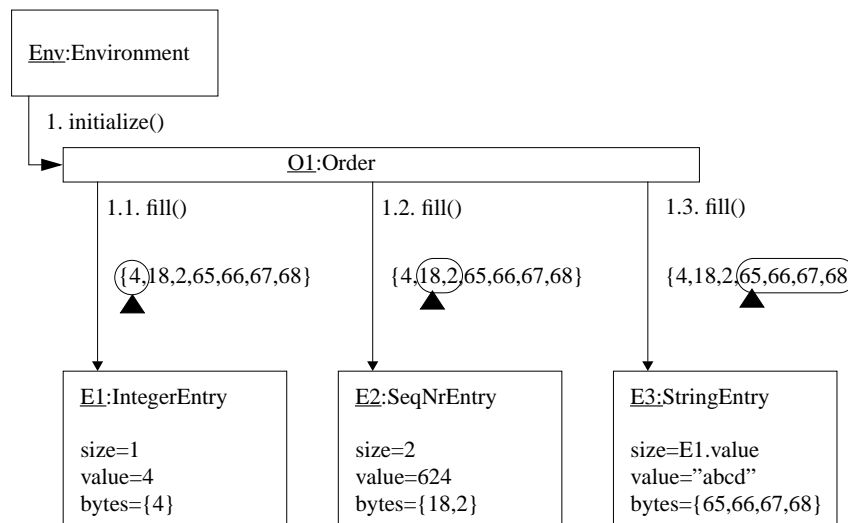 Env:Environment
1. initialize()
O1:Order
1.1. fill()
1.2. fill()
1.3. fill()
{4,18,2,65,66,67,68}
{4,18,2,65,66,67,68}
{4,18,2,65,66,67,68
E1:IntegerEntry
size=1
value=4
bytes={4}
E2:SeqNrEntry
size=2
value=624
bytes={18,2}
E3:StringEntry
size=E1.value
value=”abcd”
bytes={65,66,67,68}